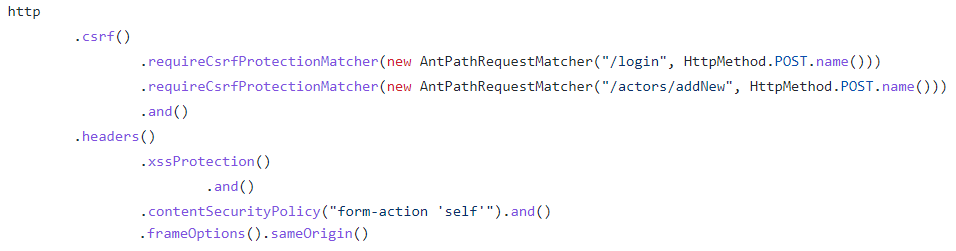 http
.csrf()
.requireCsrfProtectionMatcher(new AntPathRequestMatcher("/login", HttpMethod.POST.name()))
.requireCsrfProtectionMatcher(new AntPathRequestMatcher("/actors/addNew", HttpMethod.POST.name()))
.and()
.headers()
.xssProtection()
.and()
.contentSecurityPolicy("form-action 'self'").and()
.frameOptions().sameOrigin()